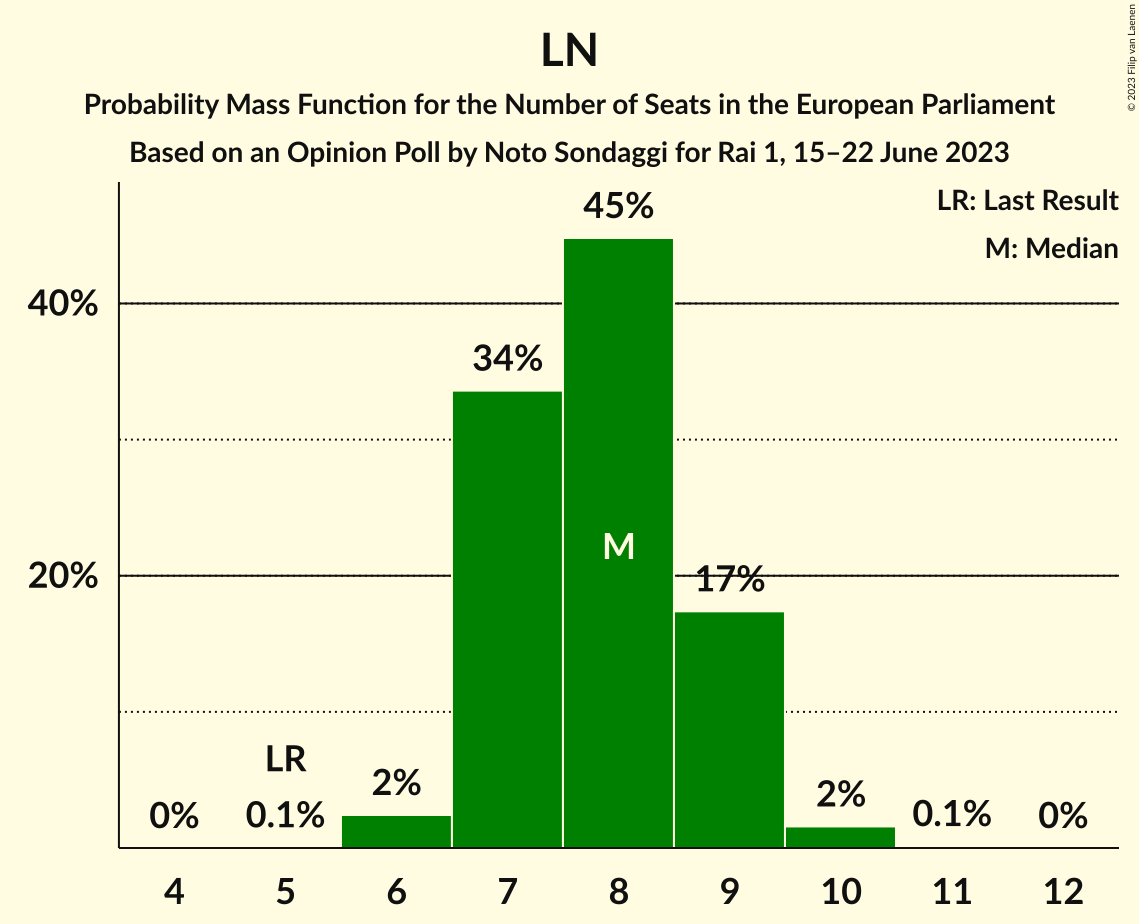 LN
Probability Mass Function for the Number of Seats in the European Parliament
Based on an Opinion Poll by Noto Sondaggi for Rai 1, 15–22 June 2023
© 2023 Filip van Laenen
LR: Last Result
M: Median
45%
40%
34%
M
20%
17%
LR
2%
2%
0%
0.1%
0.1%
0%
4 5 6 7 8 9 10 11 12